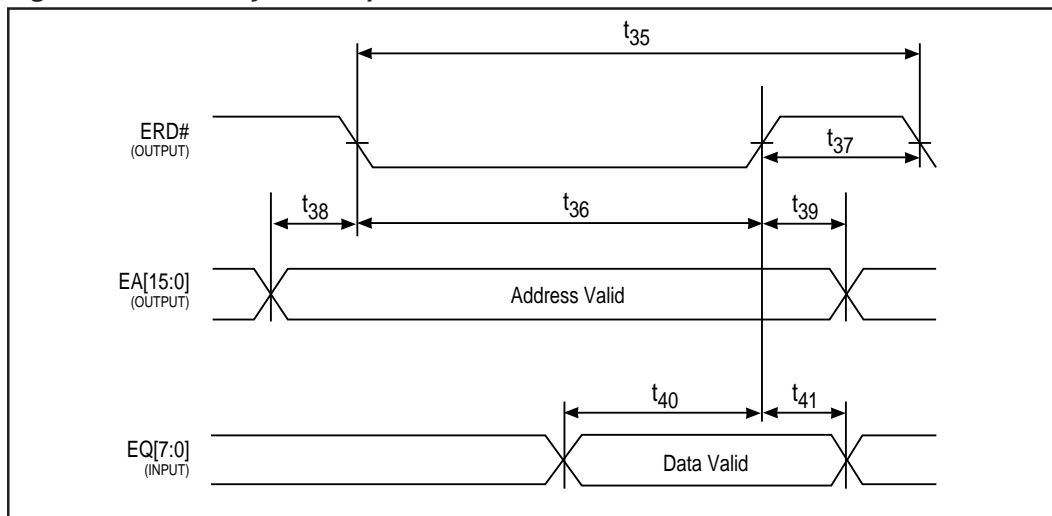 t35
ERD#
(OUTPUT)
t37
t38
t36
t39
EA[15:0]
(OUTPUT)
Address Valid
t40
t41
EQ[7:0]
(INPUT)
Data Valid